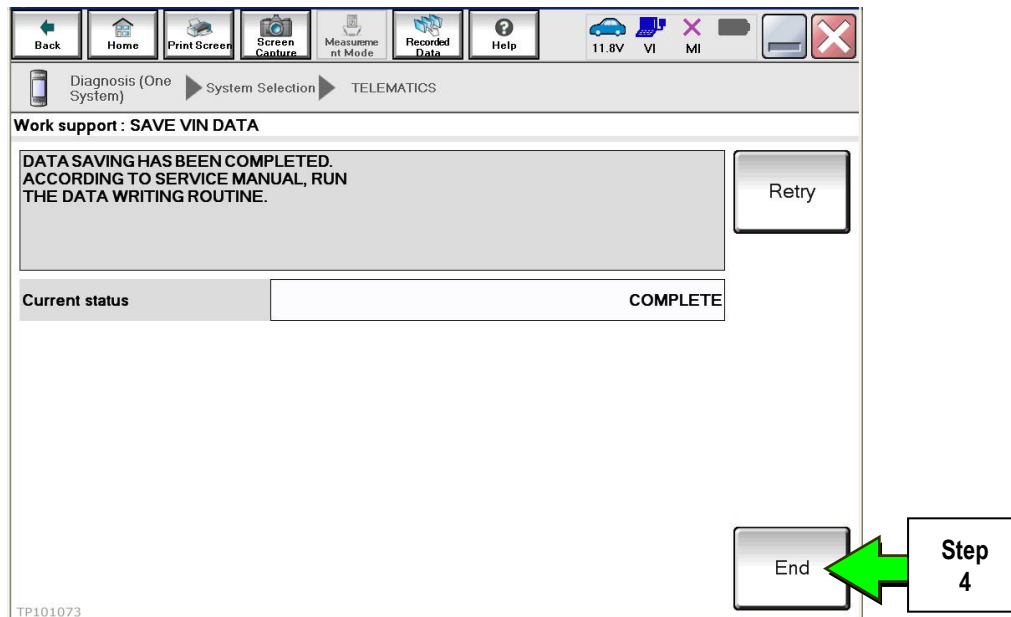 Back
Home
Print Screen
Screen
Capture
Measureme
nt Mode
Recorded
Data
Help
11.8V
VI
MI
Diagnosis (One
System)
System Selection
TELEMATICS
Work support : SAVE VIN DATA
DATA SAVING HAS BEEN COMPLETED.
ACCORDING TO SERVICE MANUAL, RUN
THE DATA WRITING ROUTINE.
Retry
Current status
COMPLETE
End
Step
4
TP101073